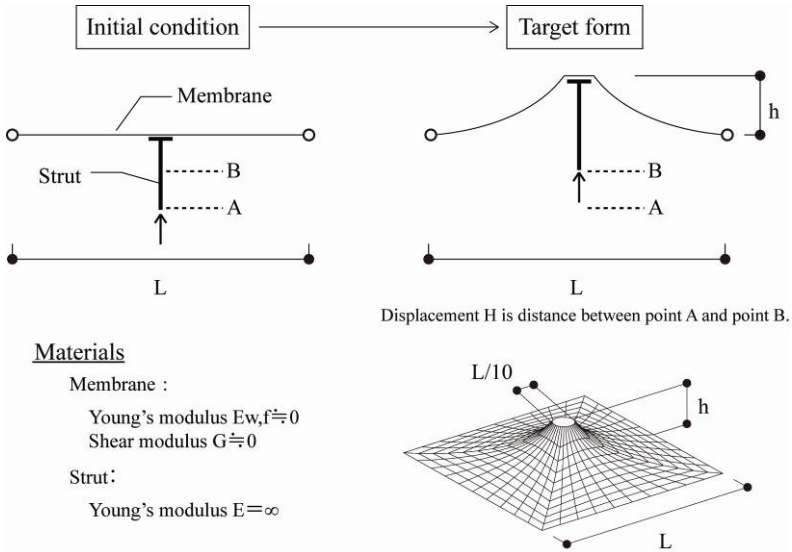 Initial condition
Target form
Membrane
Strut
B
A
L
h
B
A
L
Displacement H is distance between point A and point B.
Materials
Membrane :
Young's modulus Ew,f≒0
Shear modulus G≒0
Strut:
Young's modulus E=∞
L/10
h
L